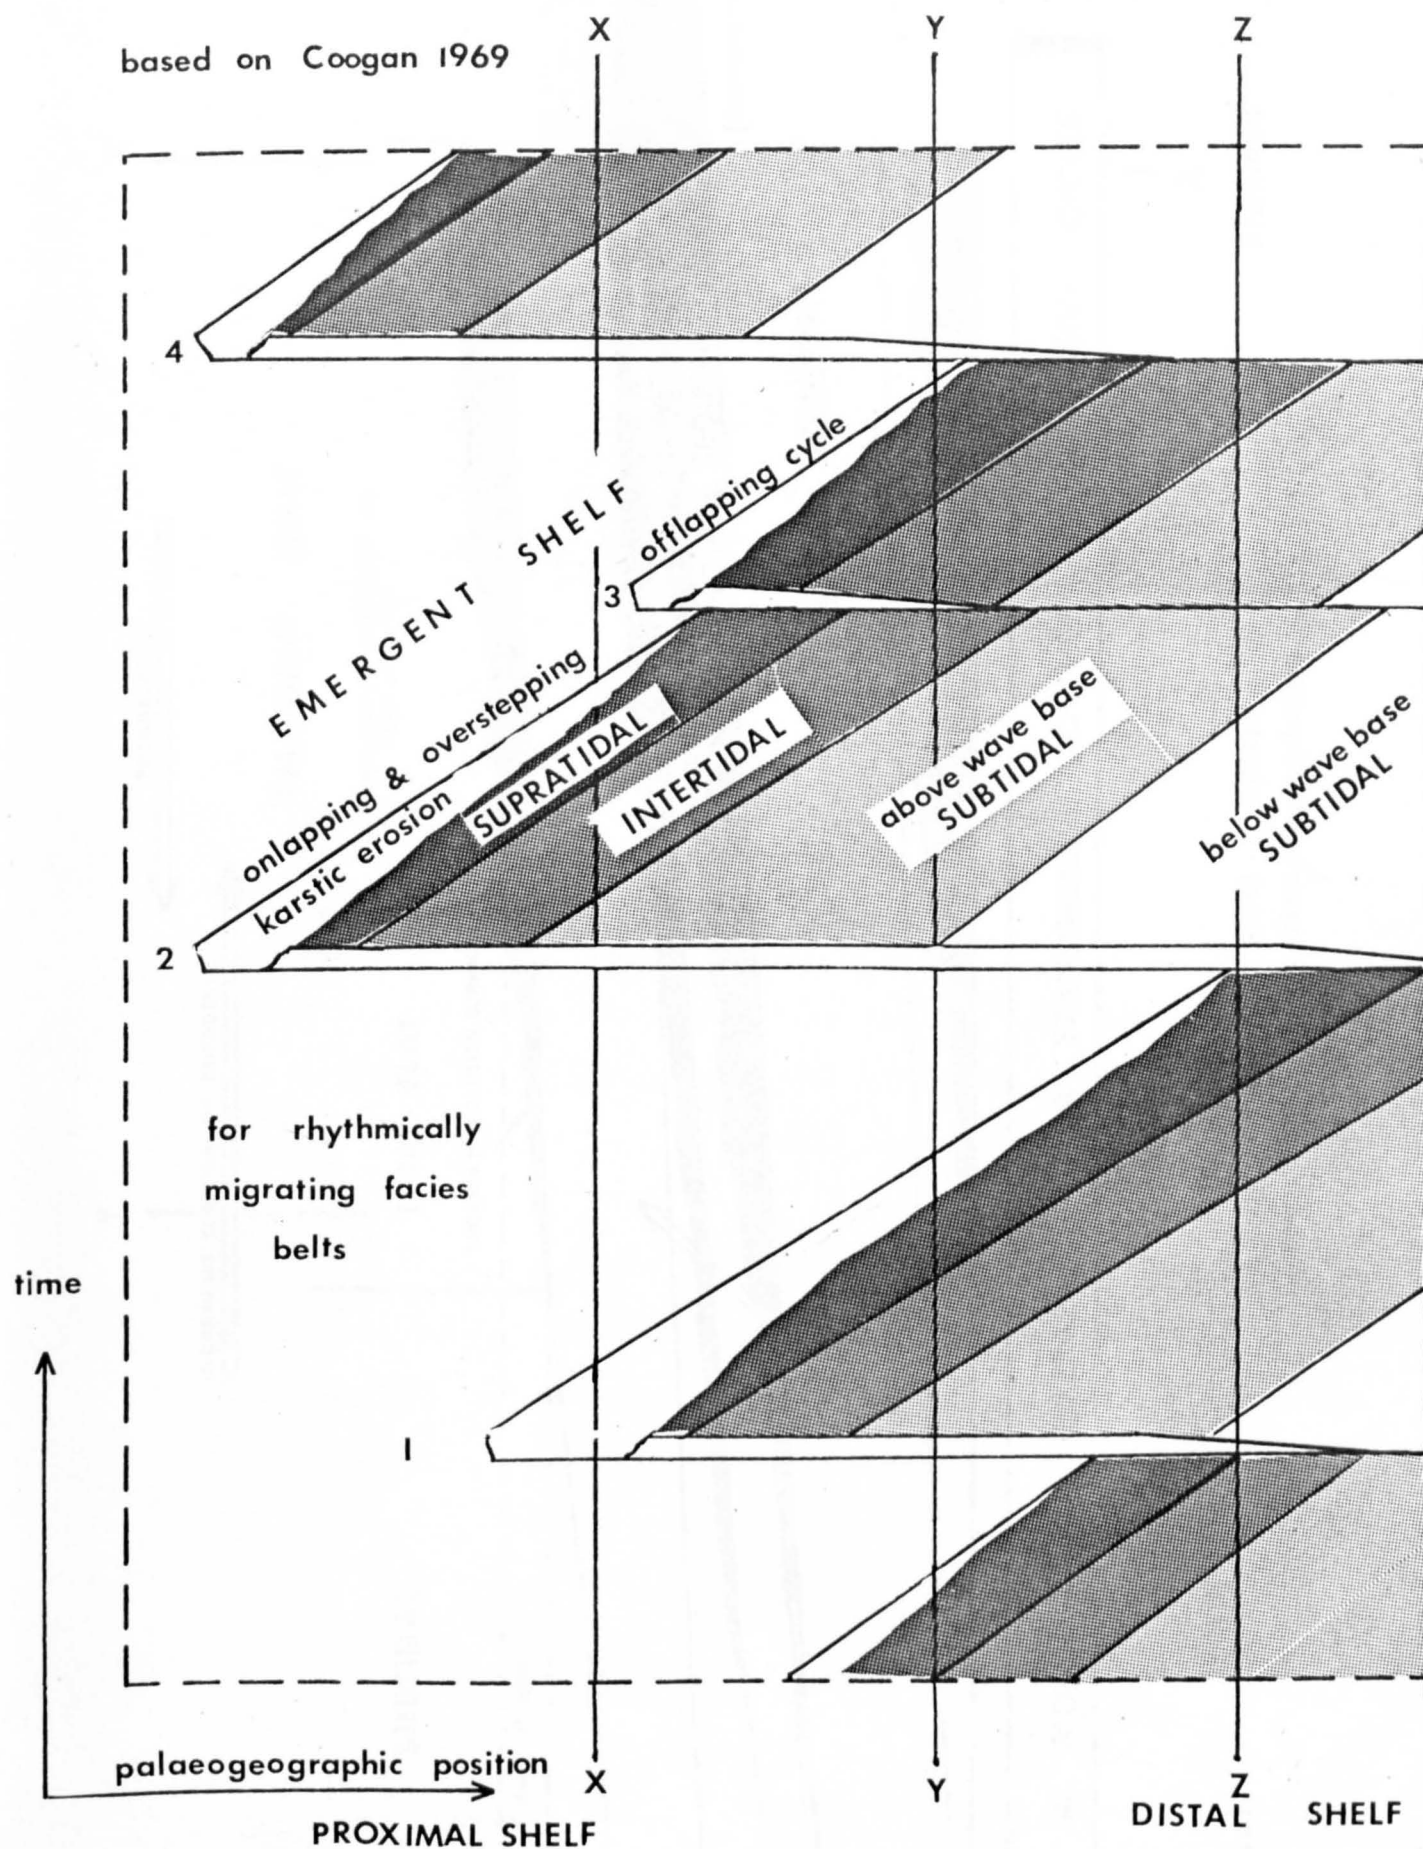 X
Y
Z
based on Coogan 1969
4
offlapping cycle
EMERGENT SHELF
3
onlapping & overstepping
karstic erosion
SUPRATIDAL
INTERTIDAL
above wave base
SUBTIDAL
below wave base
SUBTIDAL
2
for rhythmically
migrating facies
belts
time
1
palaeogeographic position
X
Y
Z
PROXIMAL SHELF
DISTAL SHELF